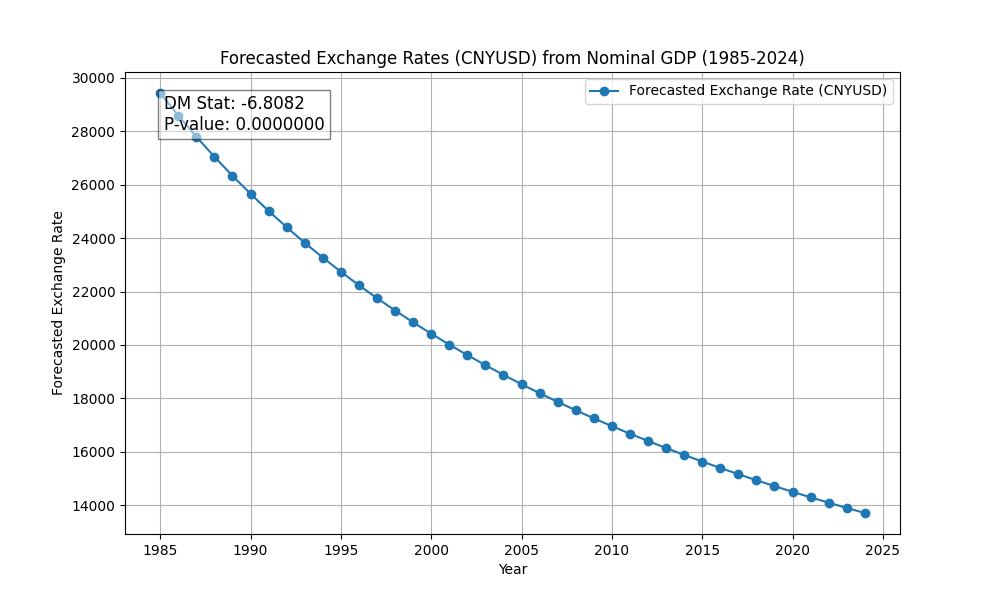 Forecasted Exchange Rates (CNYUSD) from Nominal GDP (1985-2024)
30000
28000
26000
24000
22000
20000
18000
16000
14000
Forecasted Exchange Rate
DM Stat: -6.8082
P-value: 0.0000000
Forecasted Exchange Rate (CNYUSD)
1985 1990 1995 2000 2005 2010 2015 2020 2025
Year